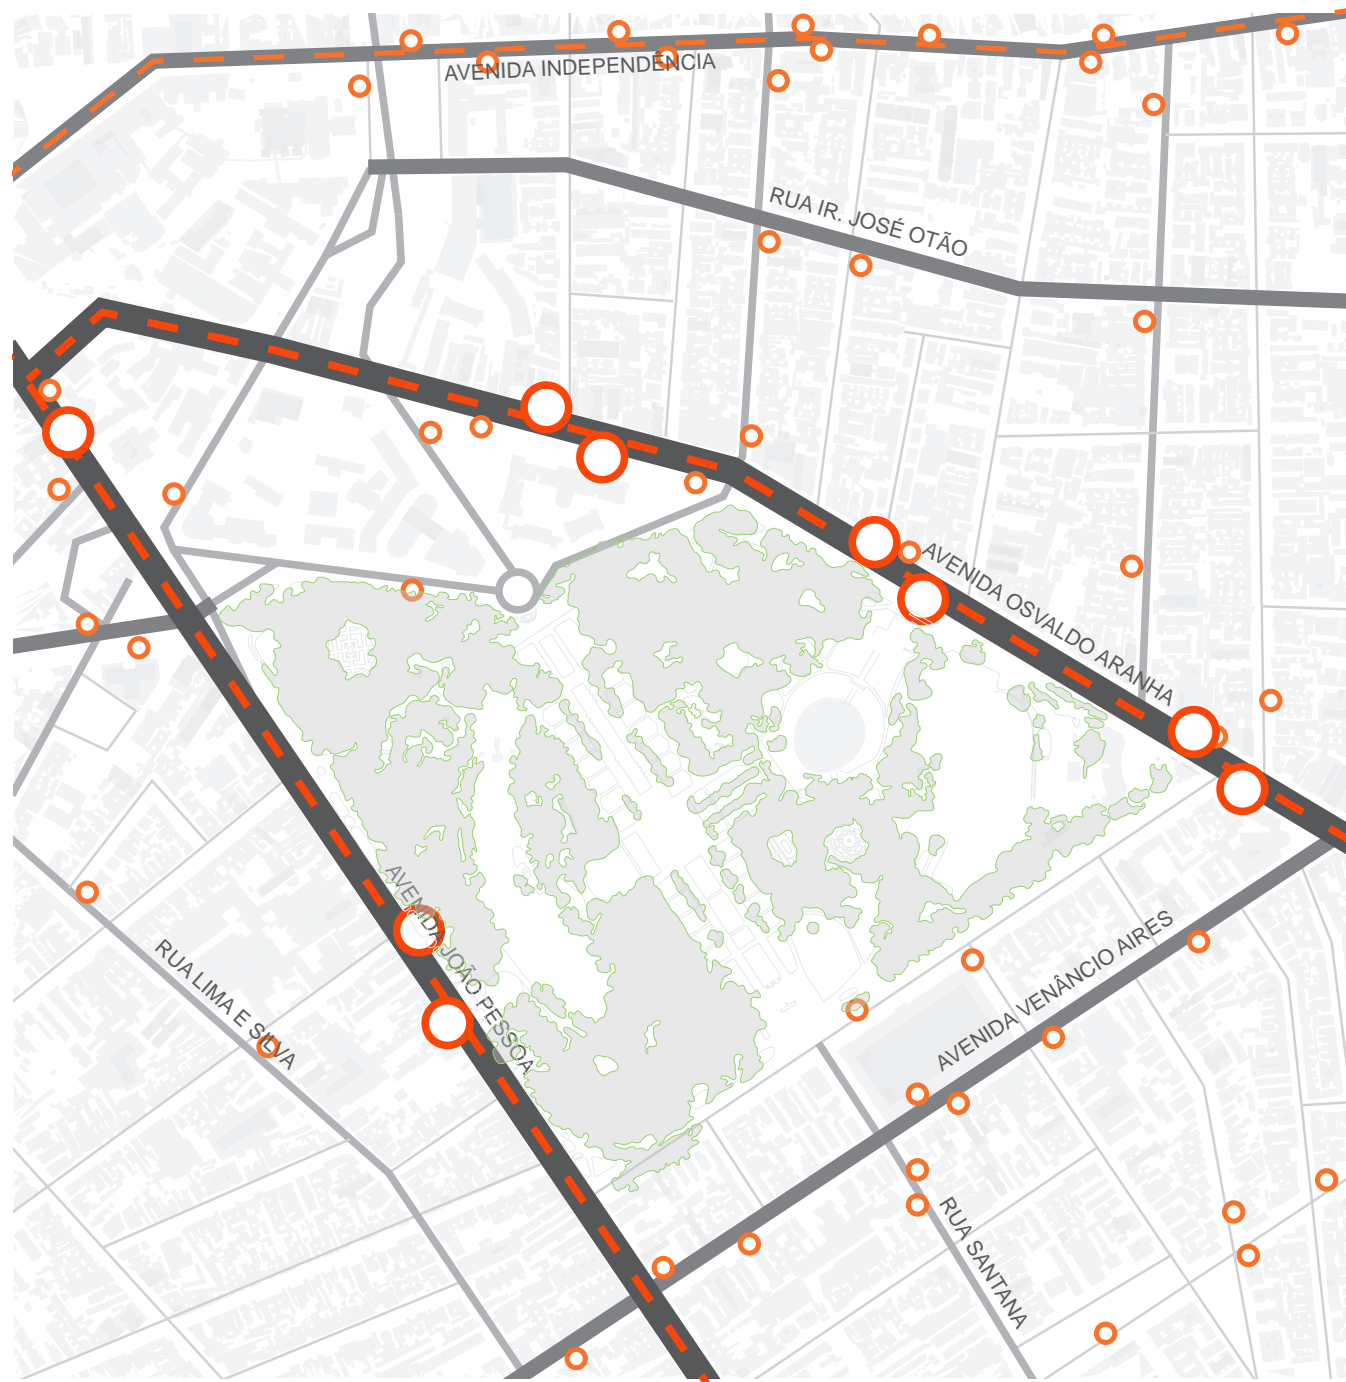 AVENIDA INDEPENDÊNCIA
RUA IR. JOSÉ OTÃO
AVENIDA OSVALDO ARANHA
AVENIDA JOÃO PESSOA
RUA LIMA E SILVA
AVENIDA VENÂNCIO AIRES
RUA SANTANA